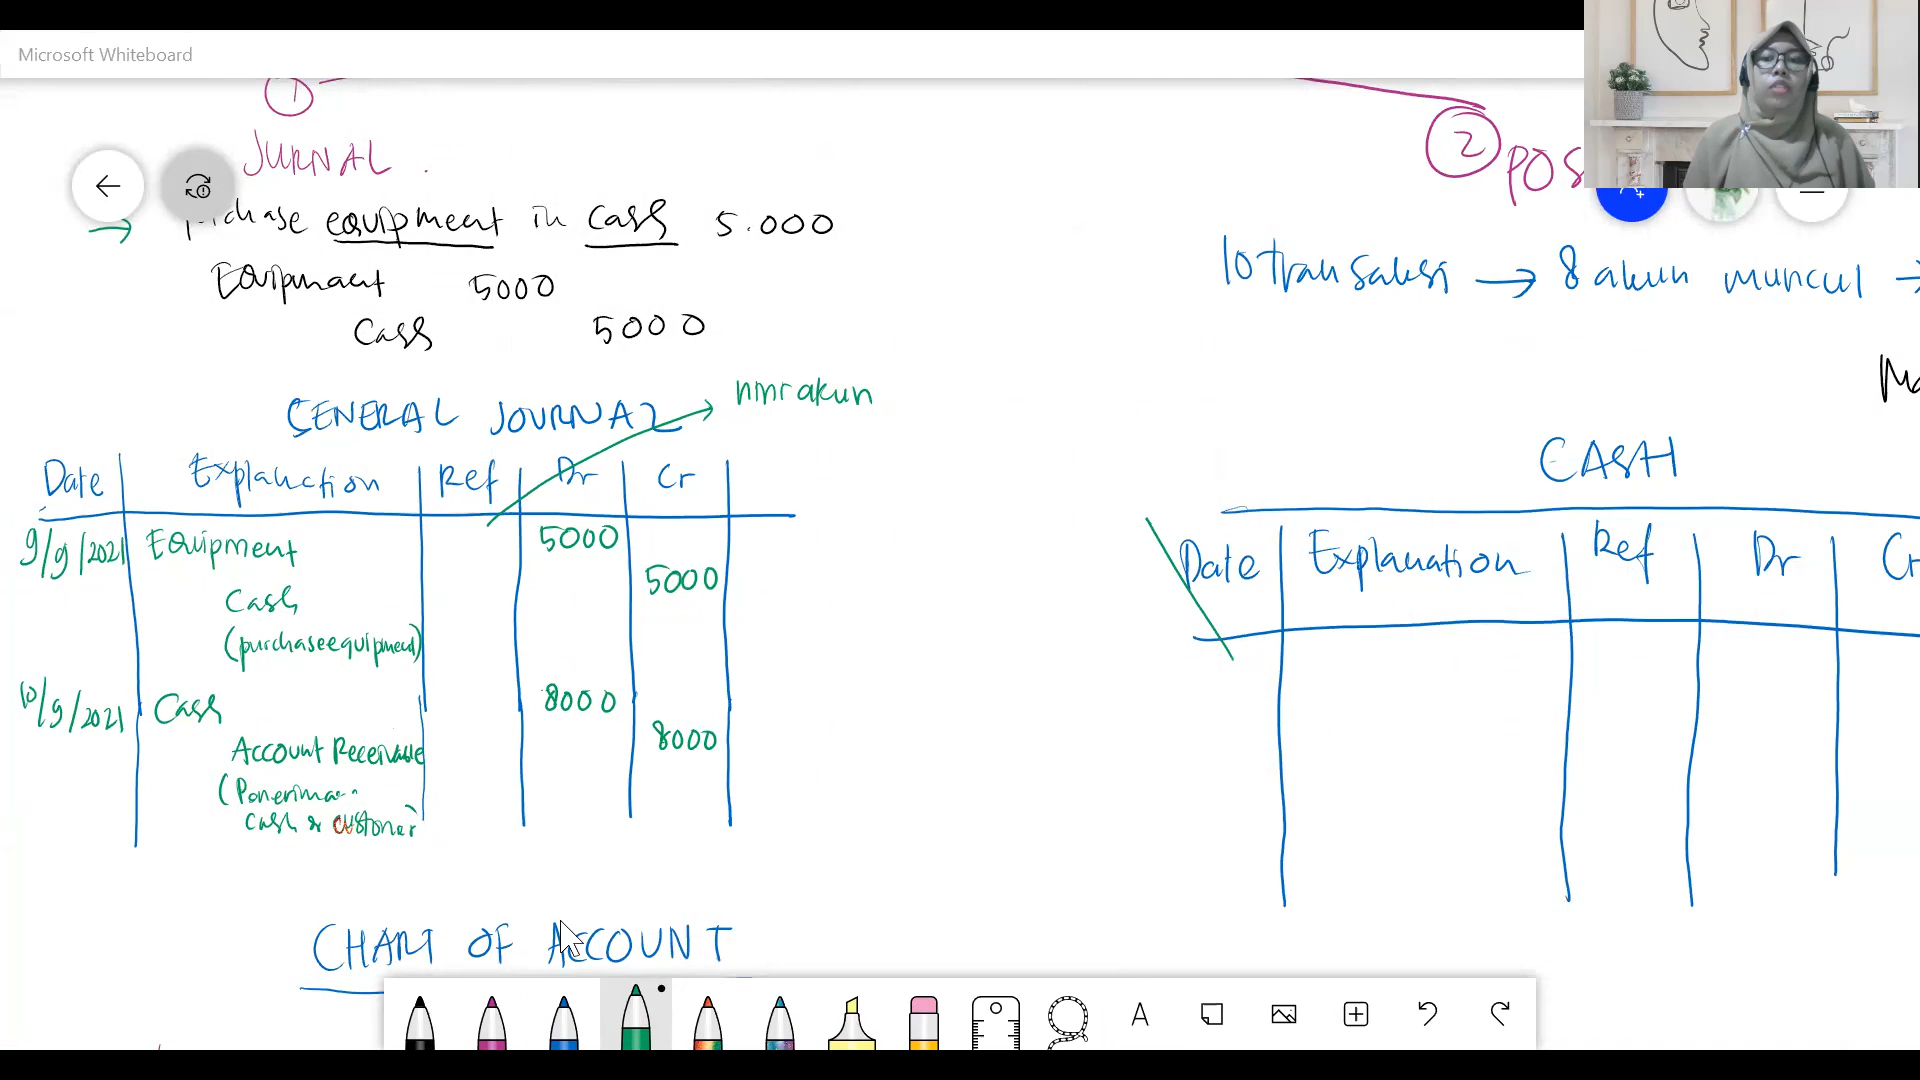 Microsoft Whiteboard
1
JURNAL .
equipment in Cash 5.000
Equipment 5000
Cash 5000
GENERAL JOURNAL
nmr akun
Date Explanation Ref Dr Cr
9/9/2021 Equipment 5000
Cash 5000
(purchase equipment)
10/9/2021 Cash 8000
Account Receivable 8000
cash customer
CHART OF ACCOUNT
2 POS
10 transaksi → 8 akun muncul →
CASH
Date Explanation Ref Dr Cr
A